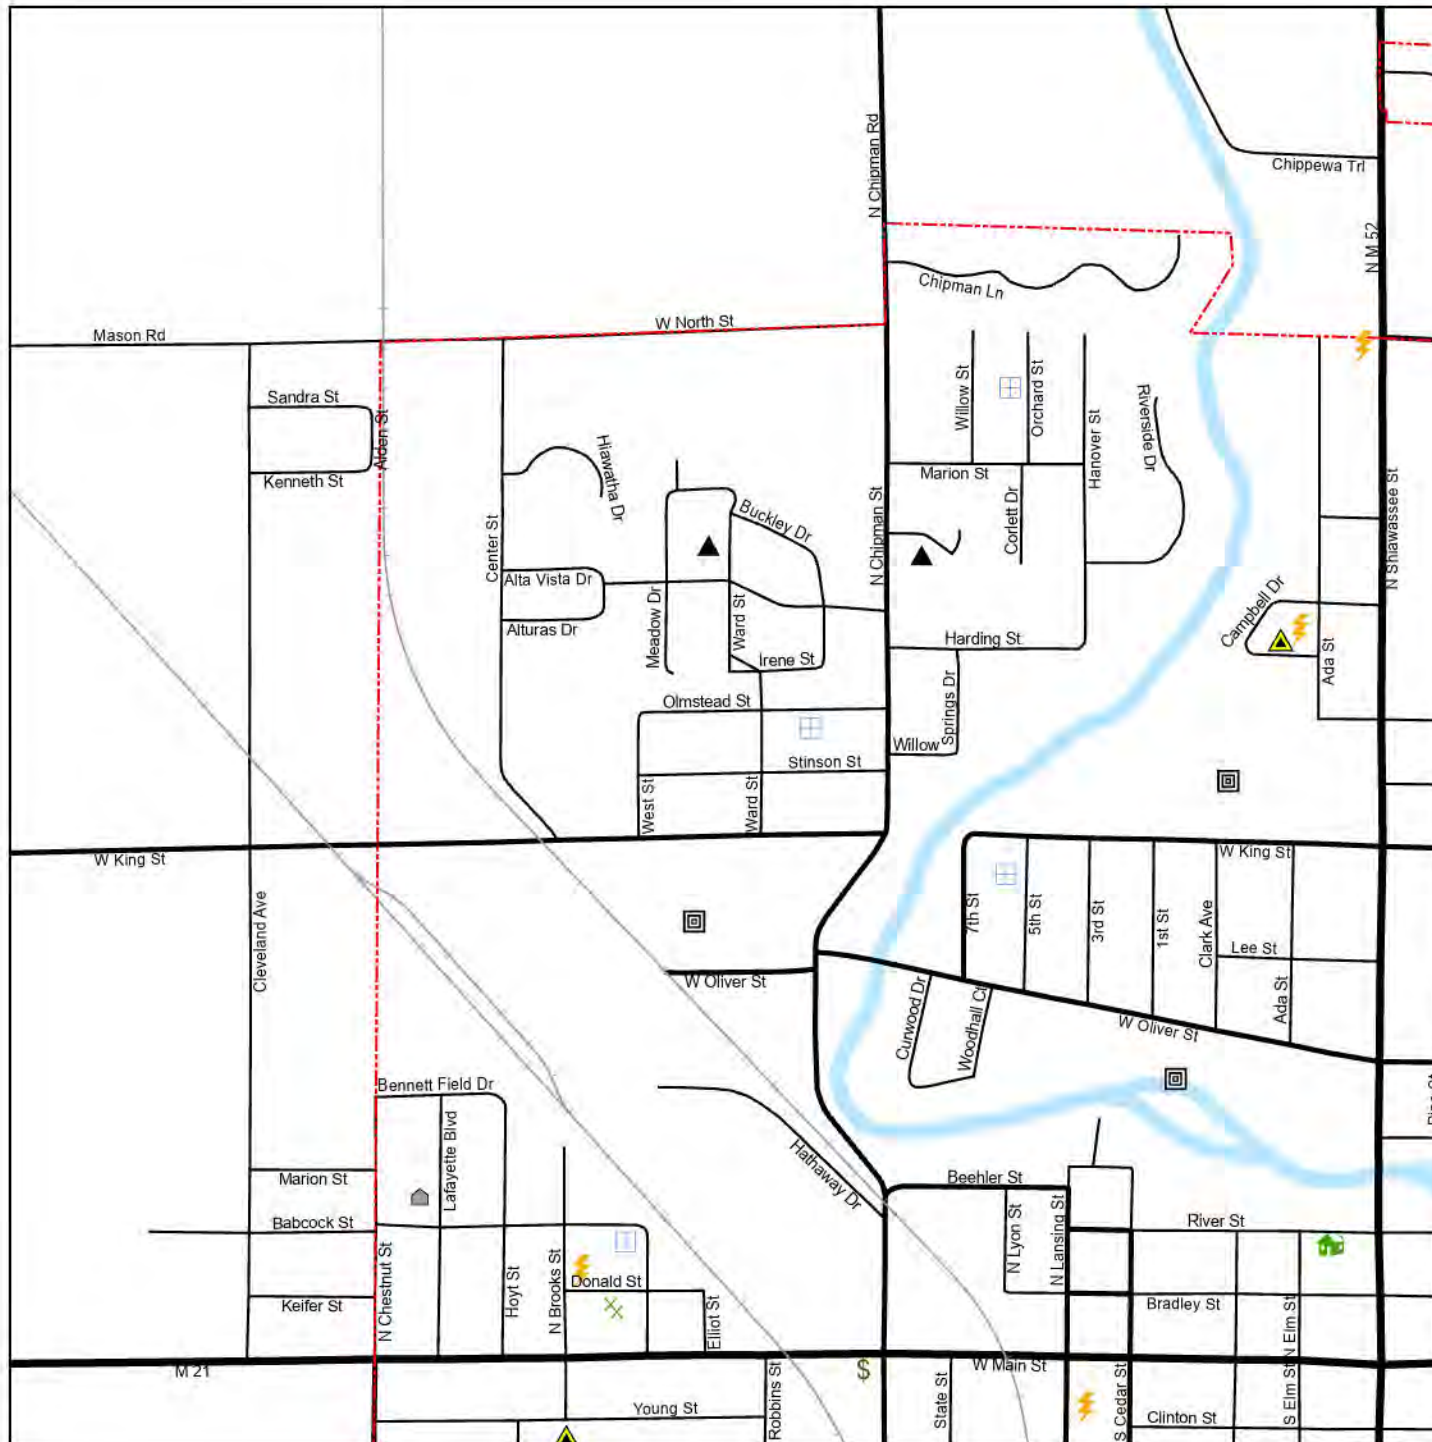 N Chipman Rd
Chippewa Trl
N M 52
Chipman Ln
W North St
Mason Rd
Sandra St
Alden St
Kenneth St
Hiawatha Dr
Willow St
Orchard St
Hanover St
Riverside Dr
Marion St
Corlett Dr
N Chipman St
N Shiawassee St
Center St
Buckley Dr
Alta Vista Dr
Alturas Dr
Meadow Dr
Ward St
Irene St
Harding St
Campbell Dr
Ada St
Olmstead St
Willow
Springs Dr
Stinson St
West St
Ward St
W King St
W King St
Cleveland Ave
7th St
5th St
3rd St
1st St
Clark Ave
Lee St
Ada St
W Oliver St
Curwood Dr
Woodhall Ct
W Oliver St
Bennett Field Dr
Lafayette Blvd
Hathaway Dr
Marion St
Beehler St
Babcock St
N Lyon St
N Lansing St
River St
N Chestnut St
Hoyt St
N Brooks St
Donald St
Elliot St
Keifer St
Bradley St
N Elm St
M 21
$
W Main St
Robbins St
State St
S Cedar St
S Elm St
Young St
Clinton St